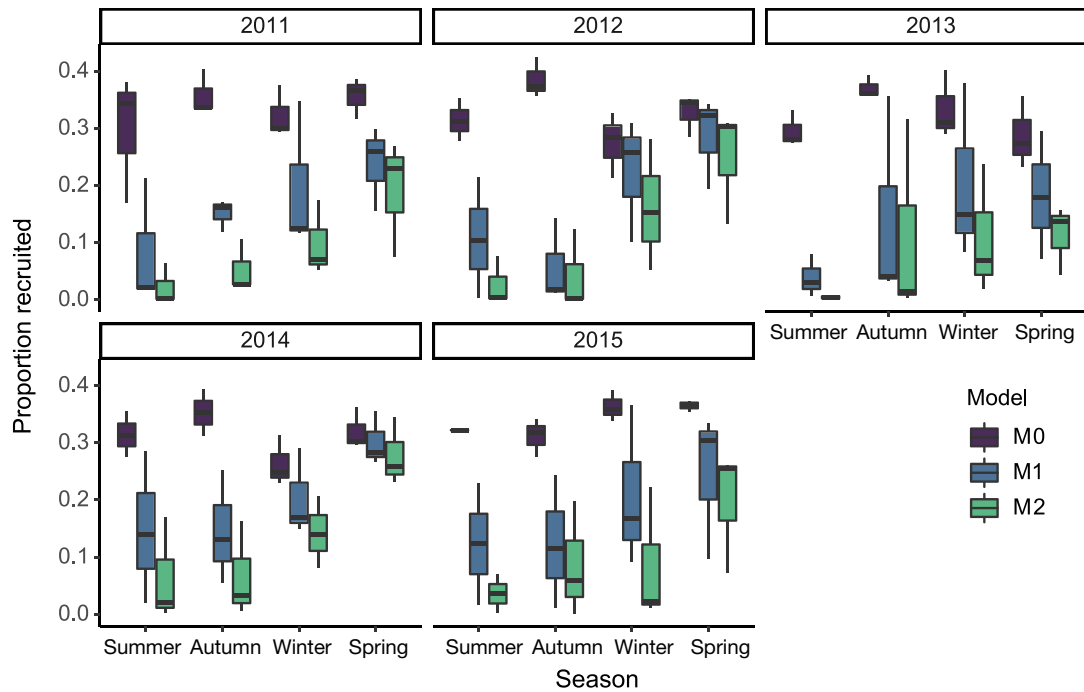 2011
2012
2013
0.4
0.3
0.2
0.1
0.0
Summer Autumn Winter Spring
2014
2015
0.4
0.3
0.2
0.1
0.0
Summer Autumn Winter Spring
Summer Autumn Winter Spring
Season
Proportion recruited
Model
M0
M1
M2